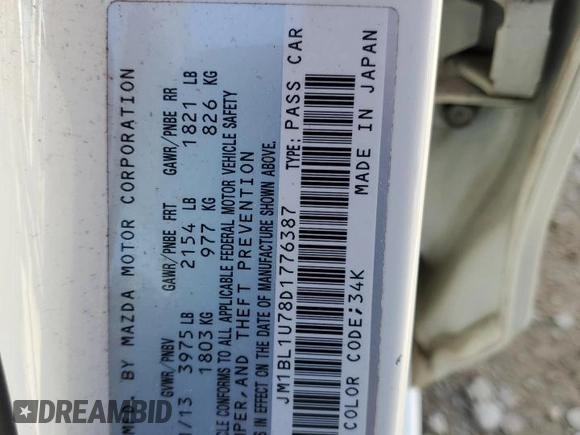 MFD. BY MAZDA MOTOR CORPORATION
GVWR/PNBV GAWR/PNBE FRT GAWR/PNBE RR
/13 3975 LB 2154 LB 1821 LB
1803 KG 977 KG 826 KG
CONFORMS TO ALL APPLICABLE FEDERAL MOTOR VEHICLE SAFETY
AND THEFT PREVENTION
IN EFFECT ON THE DATE OF MANUFACTURE SHOWN ABOVE.
JM1BL1U78D1776387 TYPE: PASS CAR
COLOR CODE;34K MADE IN JAPAN
DREAMBID